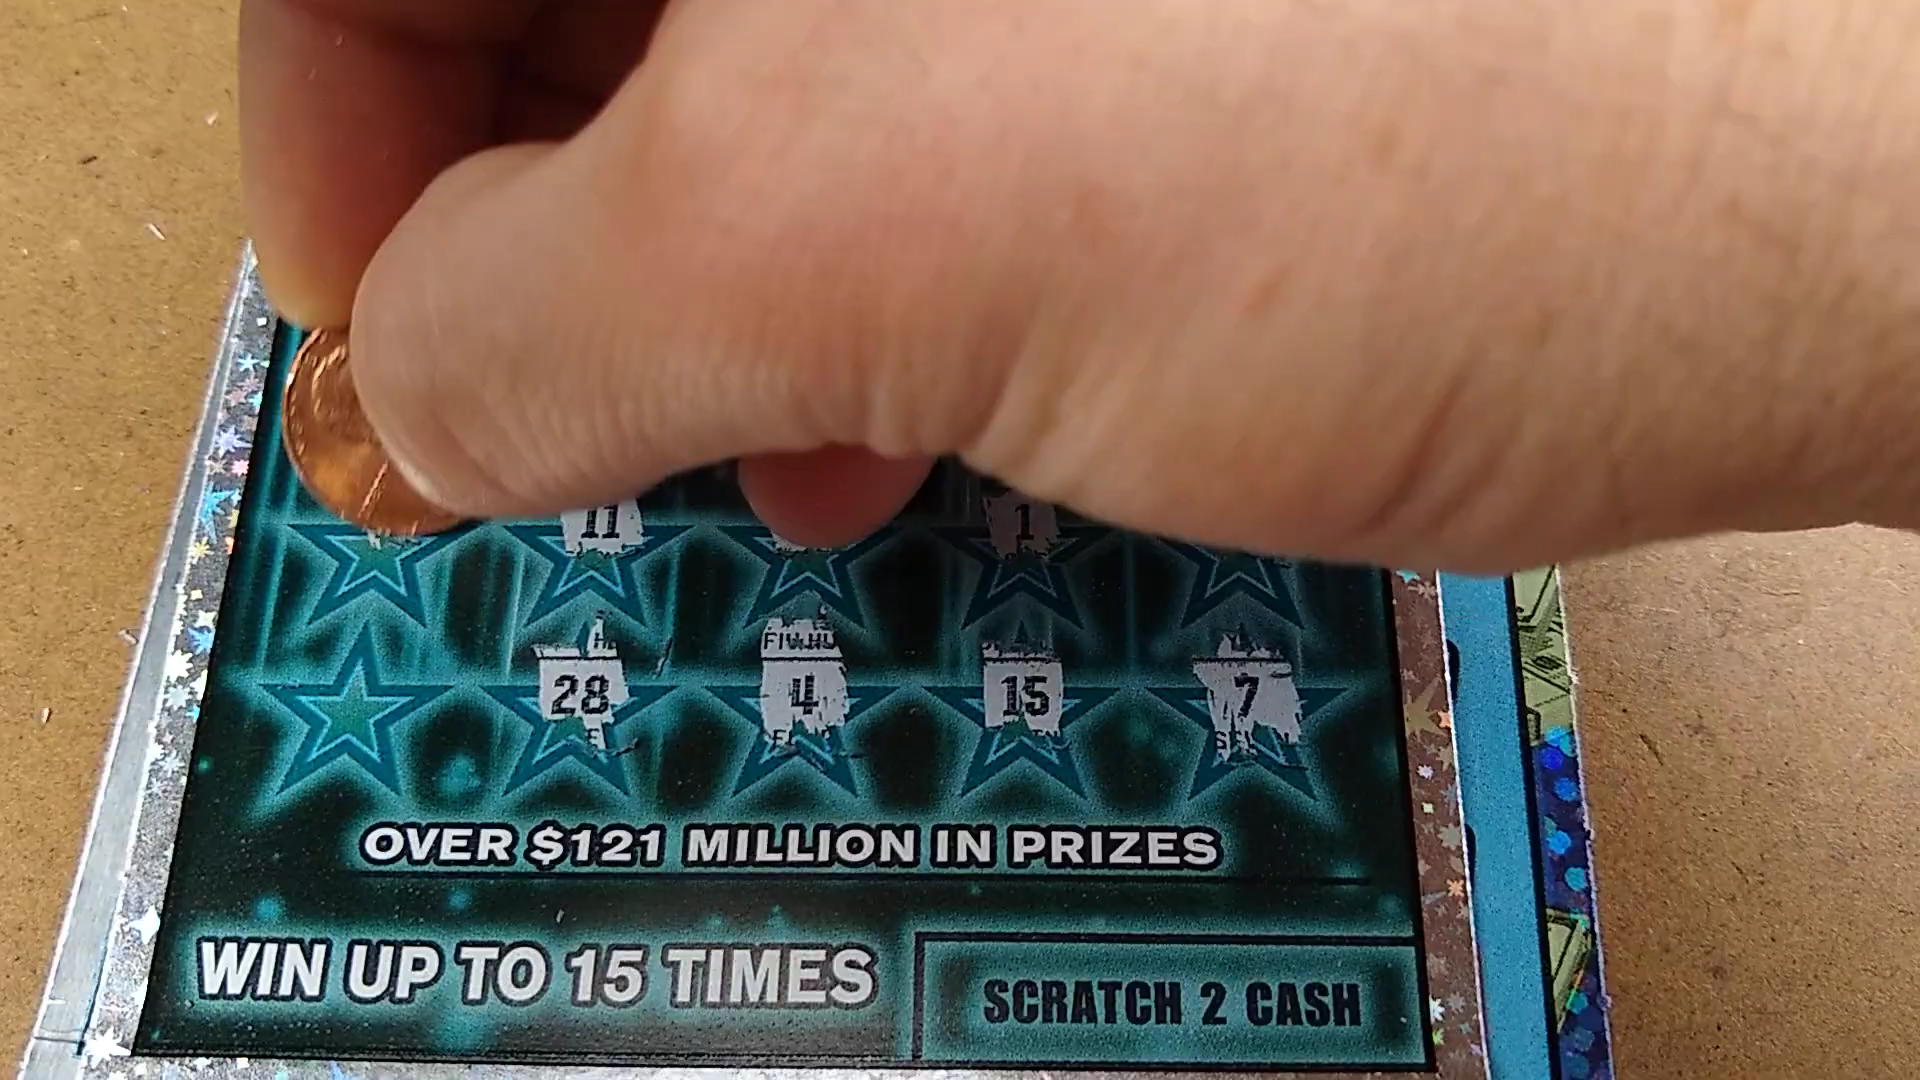 11 1
28 4 15 7
OVER $121 MILLION IN PRIZES
WIN UP TO 15 TIMES
SCRATCH 2 CASH